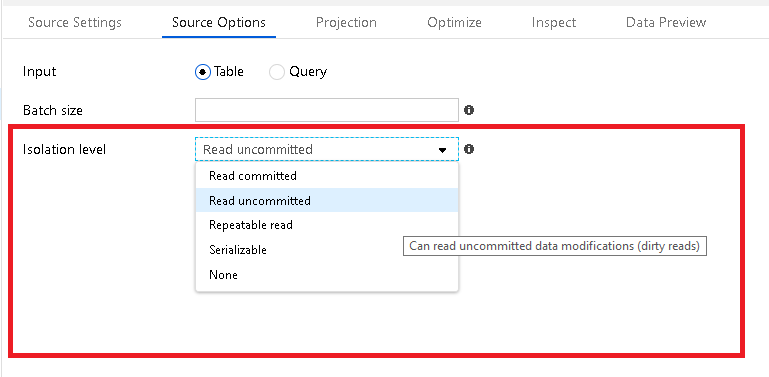 Source Settings Source Options Projection Optimize Inspect Data Preview
Input Table Query
Batch size
Isolation level Read uncommitted
Read committed
Read uncommitted
Repeatable read
Serializable
Can read uncommitted data modifications (dirty reads)
None